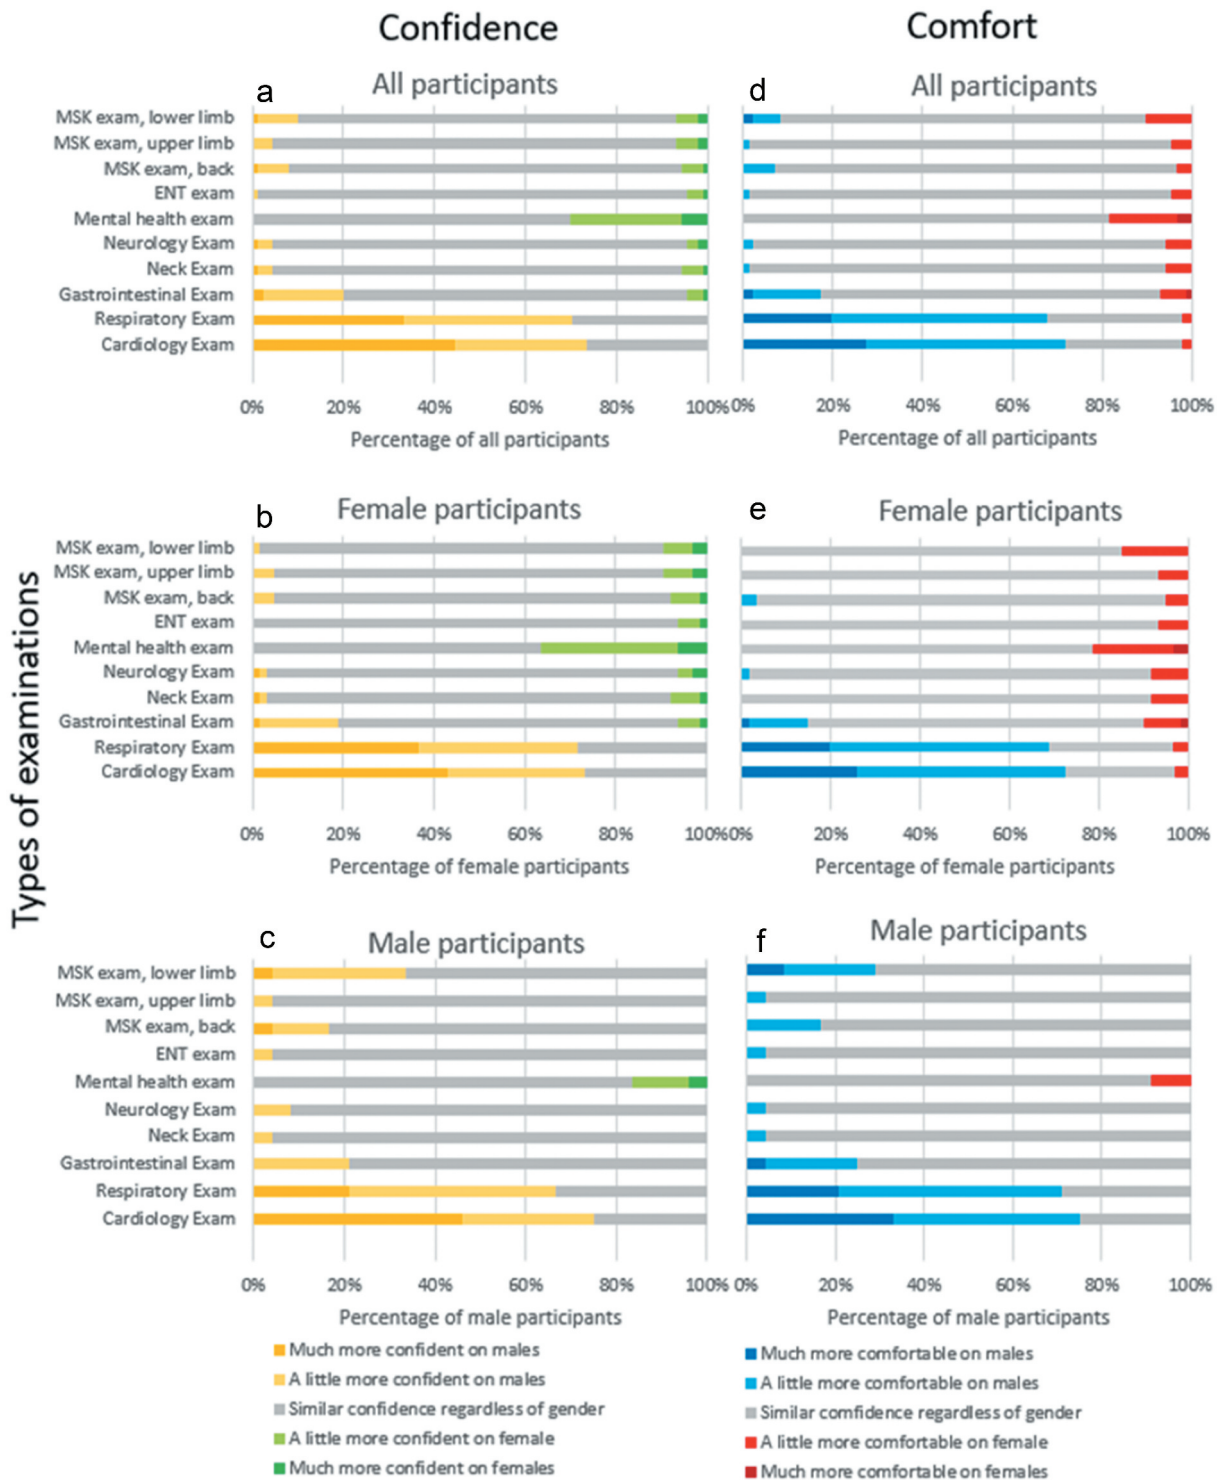 Confidence
Comfort
a
All participants
MSK exam, lower limb
MSK exam, upper limb
MSK exam, back
ENT exam
Mental health exam
Neurology Exam
Neck Exam
Gastrointestinal Exam
Respiratory Exam
Cardiology Exam
0% 20% 40% 60% 80% 100%
Percentage of all participants
d
All participants
0% 20% 40% 60% 80% 100%
Percentage of all participants
Types of examinations
b
Female participants
MSK exam, lower limb
MSK exam, upper limb
MSK exam, back
ENT exam
Mental health exam
Neurology Exam
Neck Exam
Gastrointestinal Exam
Respiratory Exam
Cardiology Exam
0% 20% 40% 60% 80% 100%
Percentage of female participants
e
Female participants
0% 20% 40% 60% 80% 100%
Percentage of female participants
c
Male participants
MSK exam, lower limb
MSK exam, upper limb
MSK exam, back
ENT exam
Mental health exam
Neurology Exam
Neck Exam
Gastrointestinal Exam
Respiratory Exam
Cardiology Exam
0% 20% 40% 60% 80% 100%
Percentage of male participants
f
Male participants
0% 20% 40% 60% 80% 100%
Percentage of male participants
Much more confident on males
A little more confident on males
Similar confidence regardless of gender
A little more confident on female
Much more confident on females
Much more comfortable on males
A little more comfortable on males
Similar comfidence regardless of gender
A little more comfortable on female
Much more comfortable on females